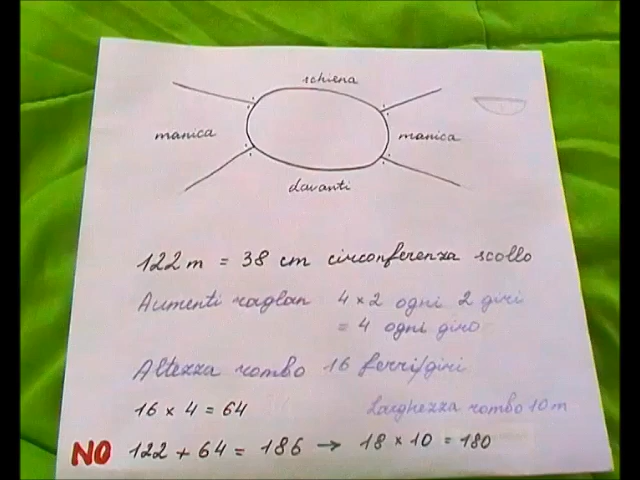 schiena
manica
manica
davanti
122 m = 38 cm circonferenza scollo
Aumenti raglan 4 x 2 ogni 2 giri
= 4 ogni giro
Altezza rombo 16 ferri/giri
16 x 4 = 64 Larghezza rombo 10 m
NO 122 + 64 = 186 → 18 x 10 = 180